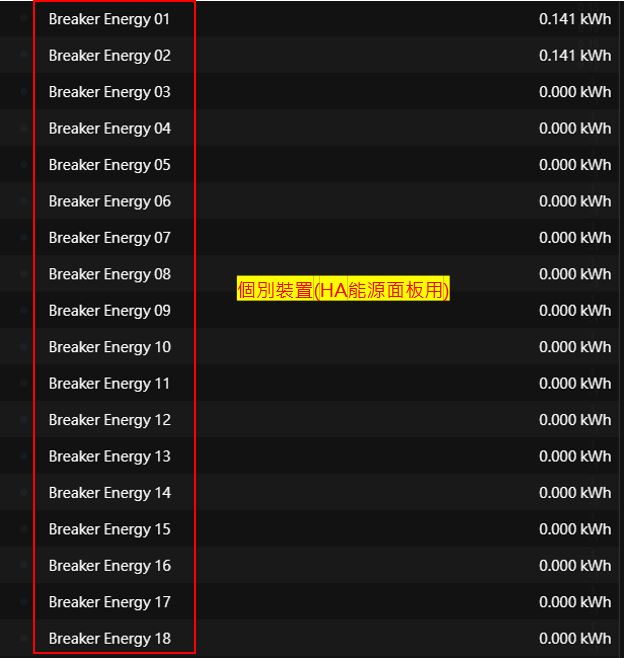 Breaker Energy 01 0.141 kWh
Breaker Energy 02 0.141 kWh
Breaker Energy 03 0.000 kWh
Breaker Energy 04 0.000 kWh
Breaker Energy 05 0.000 kWh
Breaker Energy 06 0.000 kWh
Breaker Energy 07 0.000 kWh
Breaker Energy 08 0.000 kWh
個別裝置(HA能源面板用)
Breaker Energy 09 0.000 kWh
Breaker Energy 10 0.000 kWh
Breaker Energy 11 0.000 kWh
Breaker Energy 12 0.000 kWh
Breaker Energy 13 0.000 kWh
Breaker Energy 14 0.000 kWh
Breaker Energy 15 0.000 kWh
Breaker Energy 16 0.000 kWh
Breaker Energy 17 0.000 kWh
Breaker Energy 18 0.000 kWh